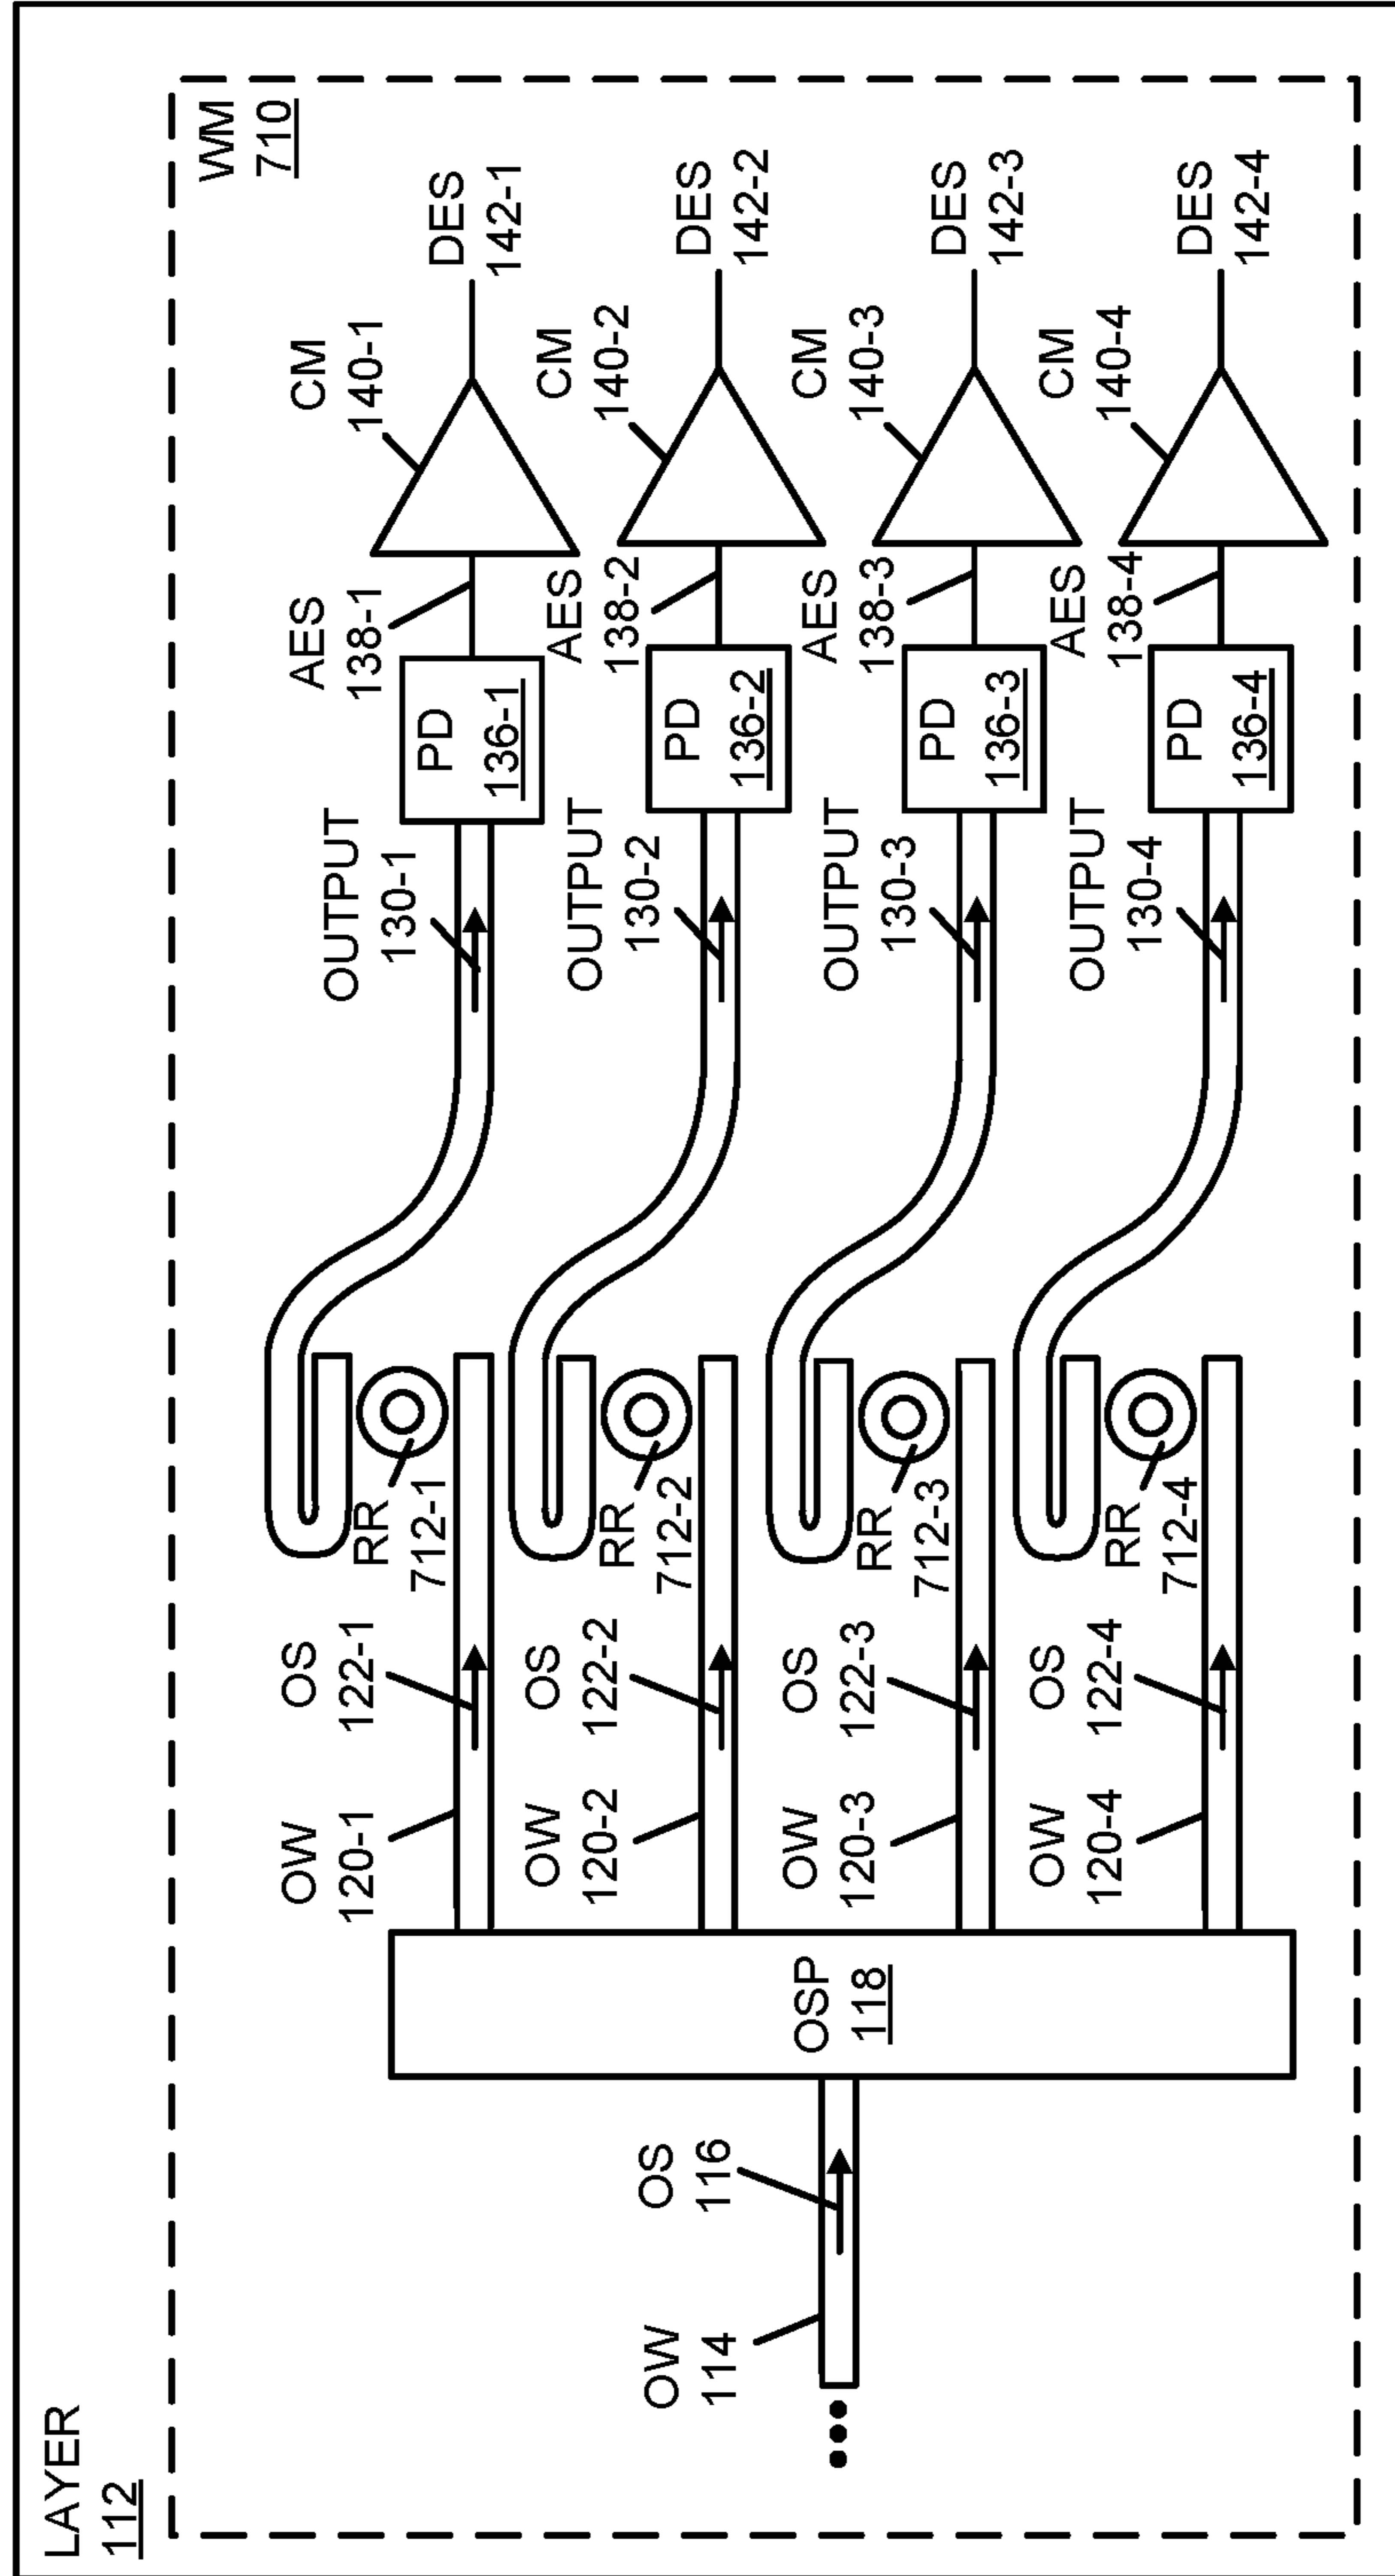 LAYER
112
WM
710
OW
114
OS
116
OSP
118
OW
120-1
OS
122-1
RR
712-1
OUTPUT
130-1
PD
136-1
AES
138-1
CM
140-1
DES
142-1
OW
120-2
OS
122-2
RR
712-2
OUTPUT
130-2
PD
136-2
AES
138-2
CM
140-2
DES
142-2
OW
120-3
OS
122-3
RR
712-3
OUTPUT
130-3
PD
136-3
AES
138-3
CM
140-3
DES
142-3
OW
120-4
OS
122-4
RR
712-4
OUTPUT
130-4
PD
136-4
AES
138-4
CM
140-4
DES
142-4